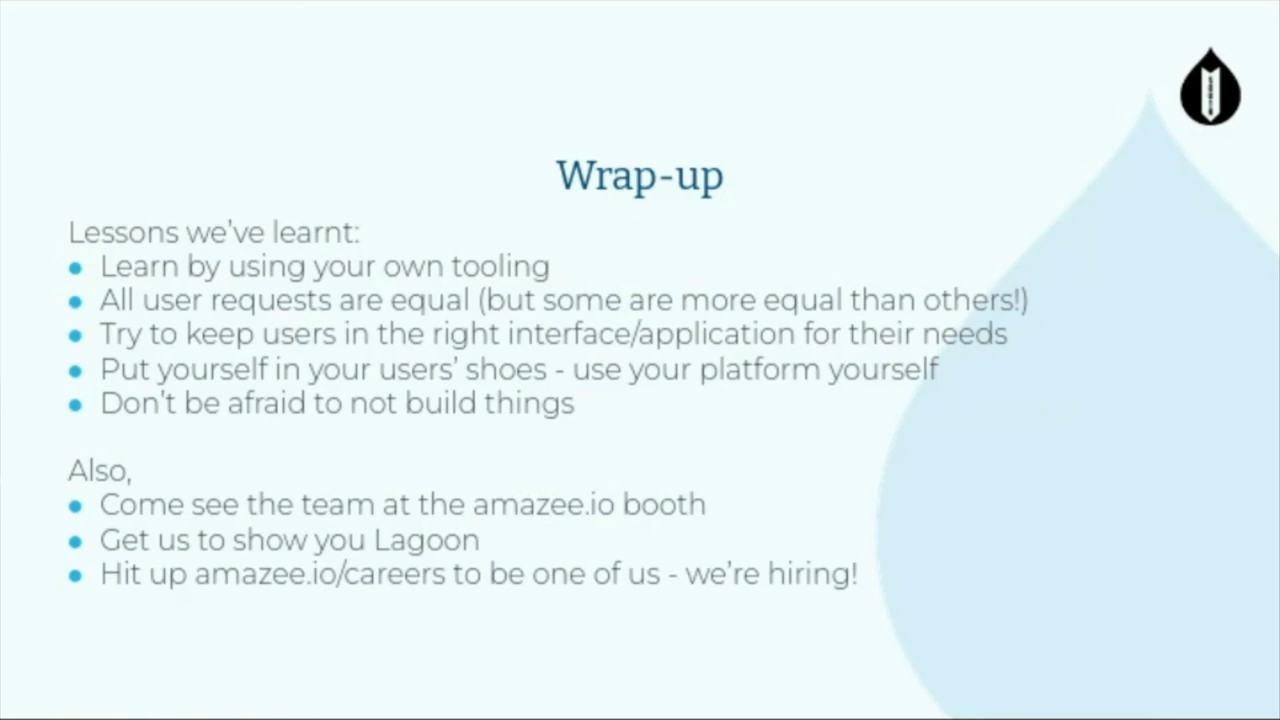 Wrap-up
Lessons we've learnt:
● Learn by using your own tooling
● All user requests are equal (but some are more equal than others!)
● Try to keep users in the right interface/application for their needs
● Put yourself in your users' shoes - use your platform yourself
● Don't be afraid to not build things
Also,
● Come see the team at the amazee.io booth
● Get us to show you Lagoon
● Hit up amazee.io/careers to be one of us - we're hiring!